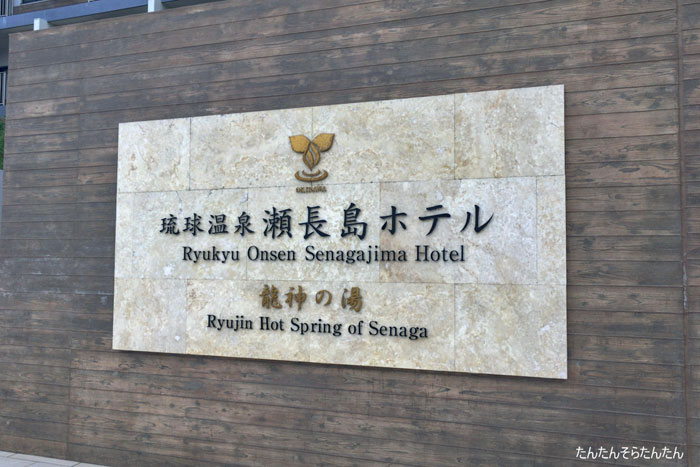 琉球温泉 瀬長島ホテル
Ryukyu Onsen Senagajima Hotel
龍神の湯
Ryujin Hot Spring of Senaga
たんたんそらたんたん